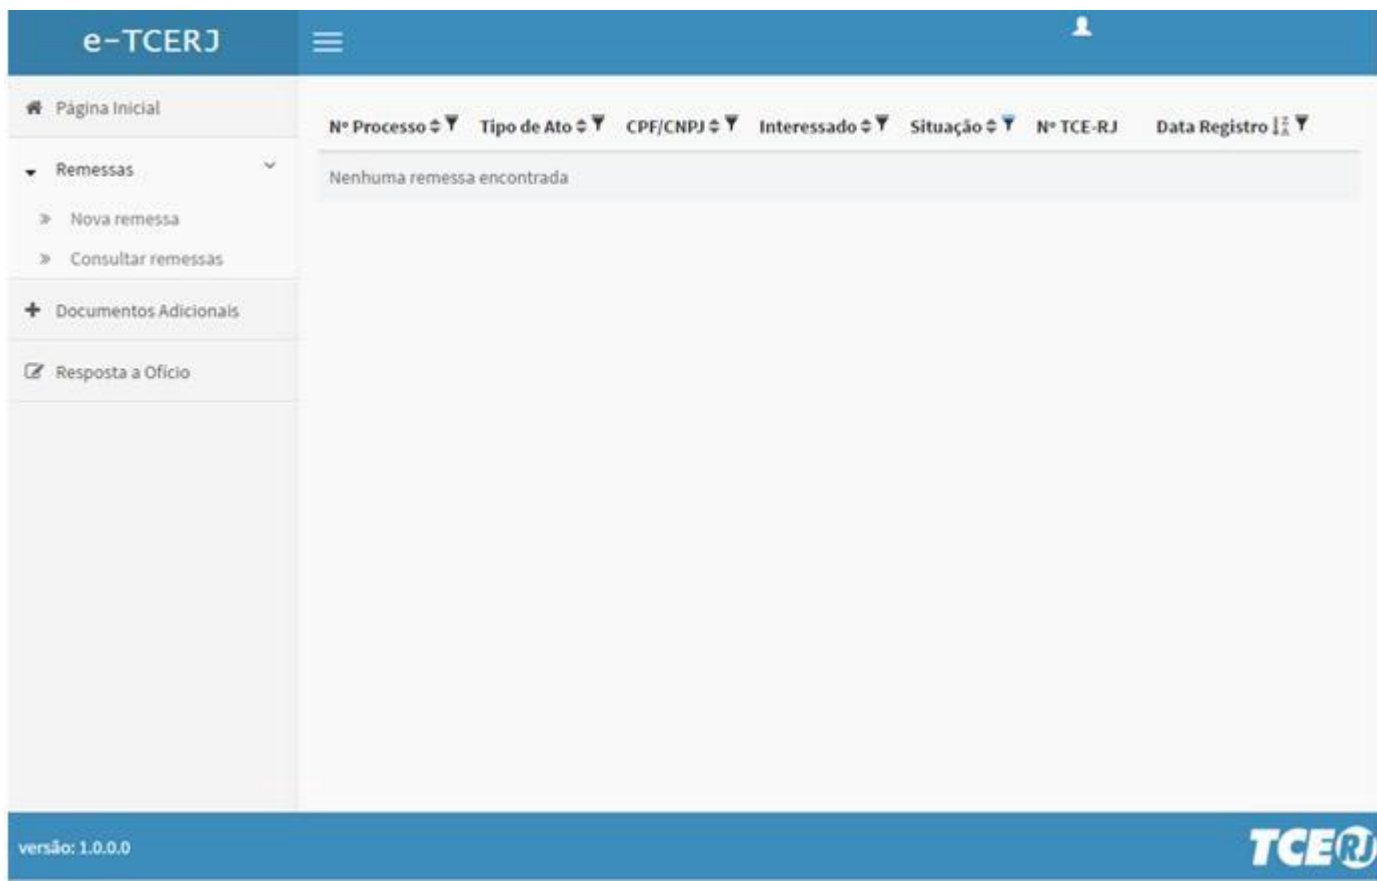 e-TCERJ
Página Inicial
Nº Processo Tipo de Ato CPF/CNPJ Interessado Situação Nº TCE-RJ Data Registro
Remessas
Nenhuma remessa encontrada
Nova remessa
Consultar remessas
Documentos Adicionais
Resposta a Ofício
versão: 1.0.0.0
TCERJ